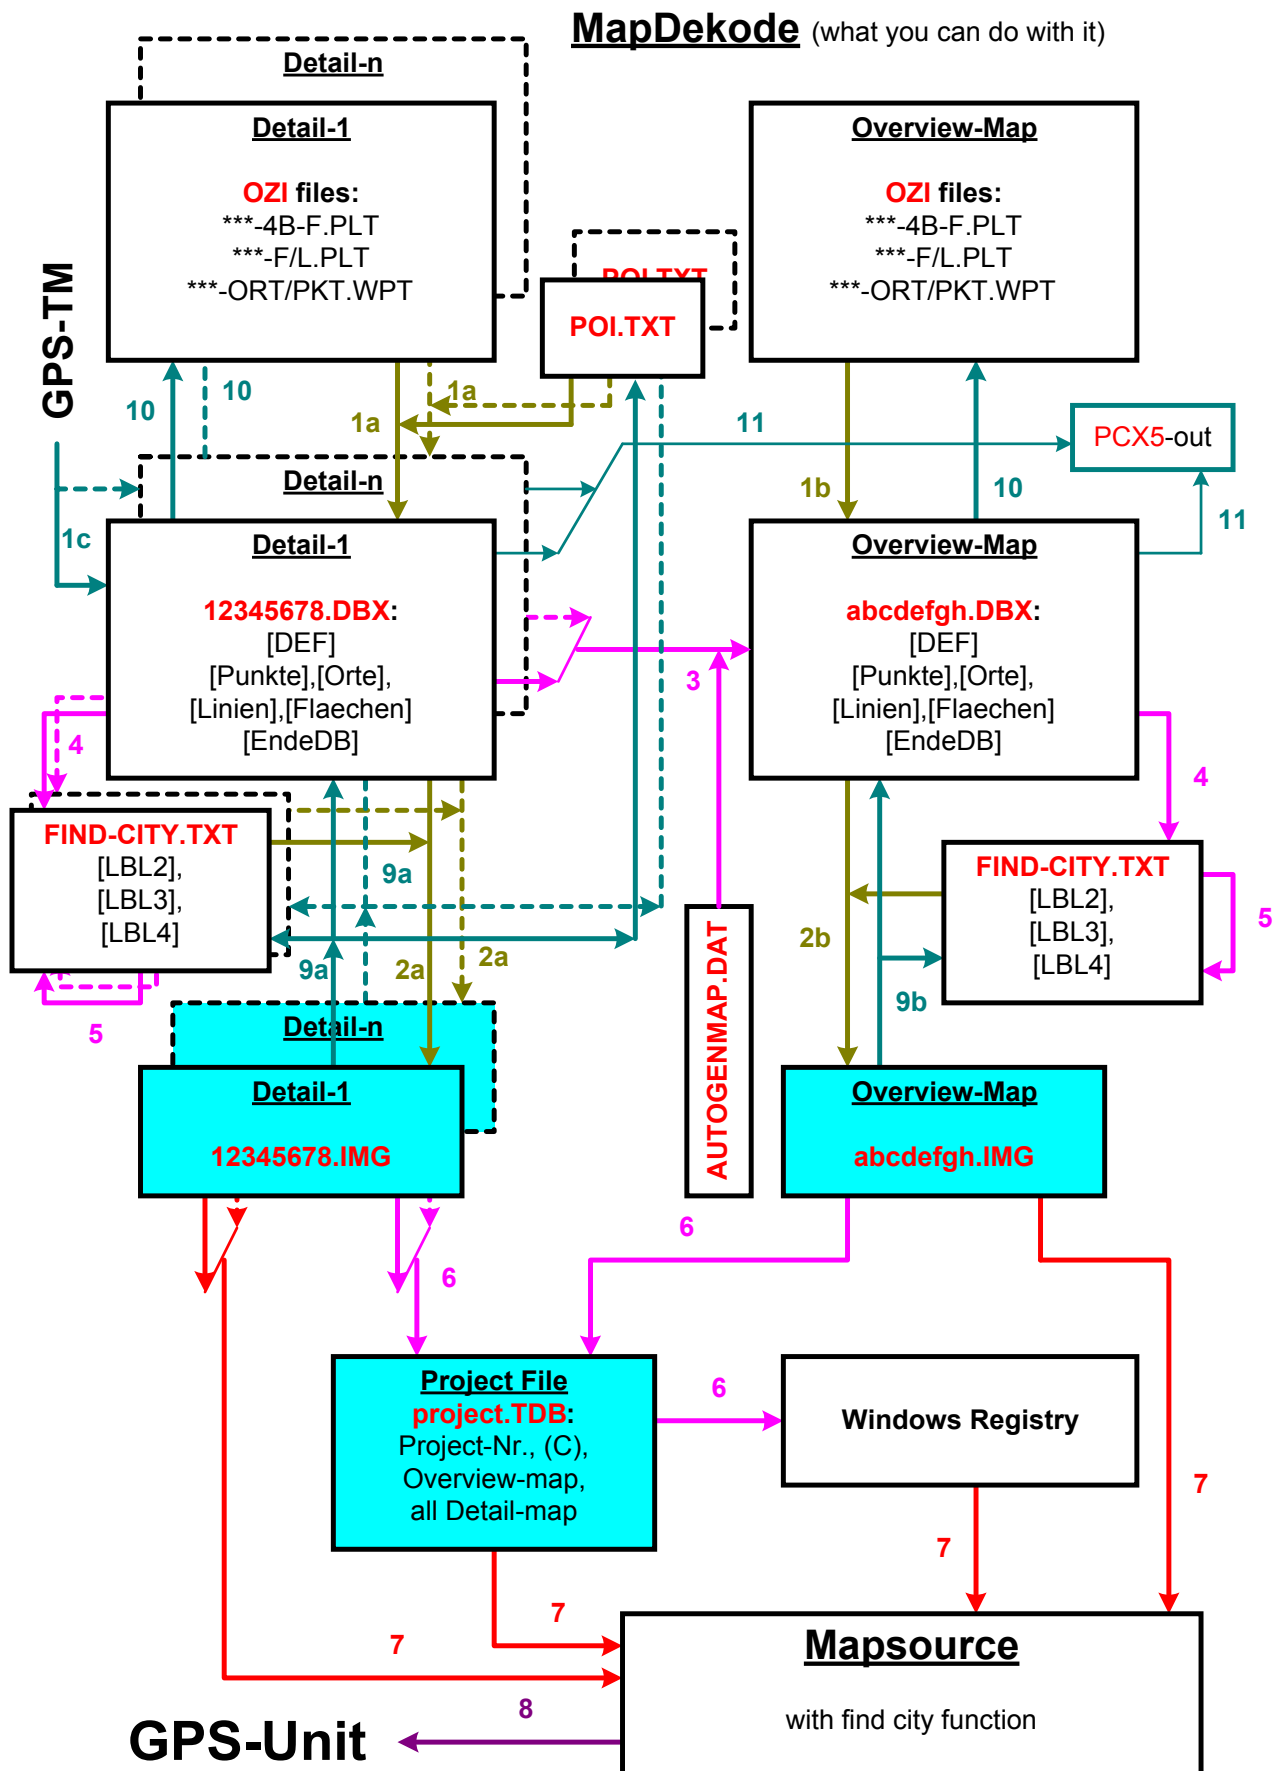 MapDekode (what you can do with it)
Detail-n
Detail-1
OZI files:
***-4B-F.PLT
***-F/L.PLT
***-ORT/PKT.WPT
Overview-Map
OZI files:
***-4B-F.PLT
***-F/L.PLT
***-ORT/PKT.WPT
GPS-TM
POI.TXT
POI.TXT
10
10
1a
1a
11
PCX5-out
1b
10
11
1c
Detail-n
Detail-1
12345678.DBX:
[DEF]
[Punkte],[Orte],
[Linien],[Flaechen]
[EndeDB]
3
Overview-Map
abcdefgh.DBX:
[DEF]
[Punkte],[Orte],
[Linien],[Flaechen]
[EndeDB]
4
4
FIND-CITY.TXT
[LBL2],
[LBL3],
[LBL4]
5
9a
9a
2a
2a
AUTOGENMAP.DAT
2b
9b
FIND-CITY.TXT
[LBL2],
[LBL3],
[LBL4]
5
Detail-n
Detail-1
12345678.IMG
Overview-Map
abcdefgh.IMG
6
6
Project File
project.TDB:
Project-Nr., (C),
Overview-map,
all Detail-map
6
Windows Registry
7
7
7
7
Mapsource
with find city function
8
GPS-Unit